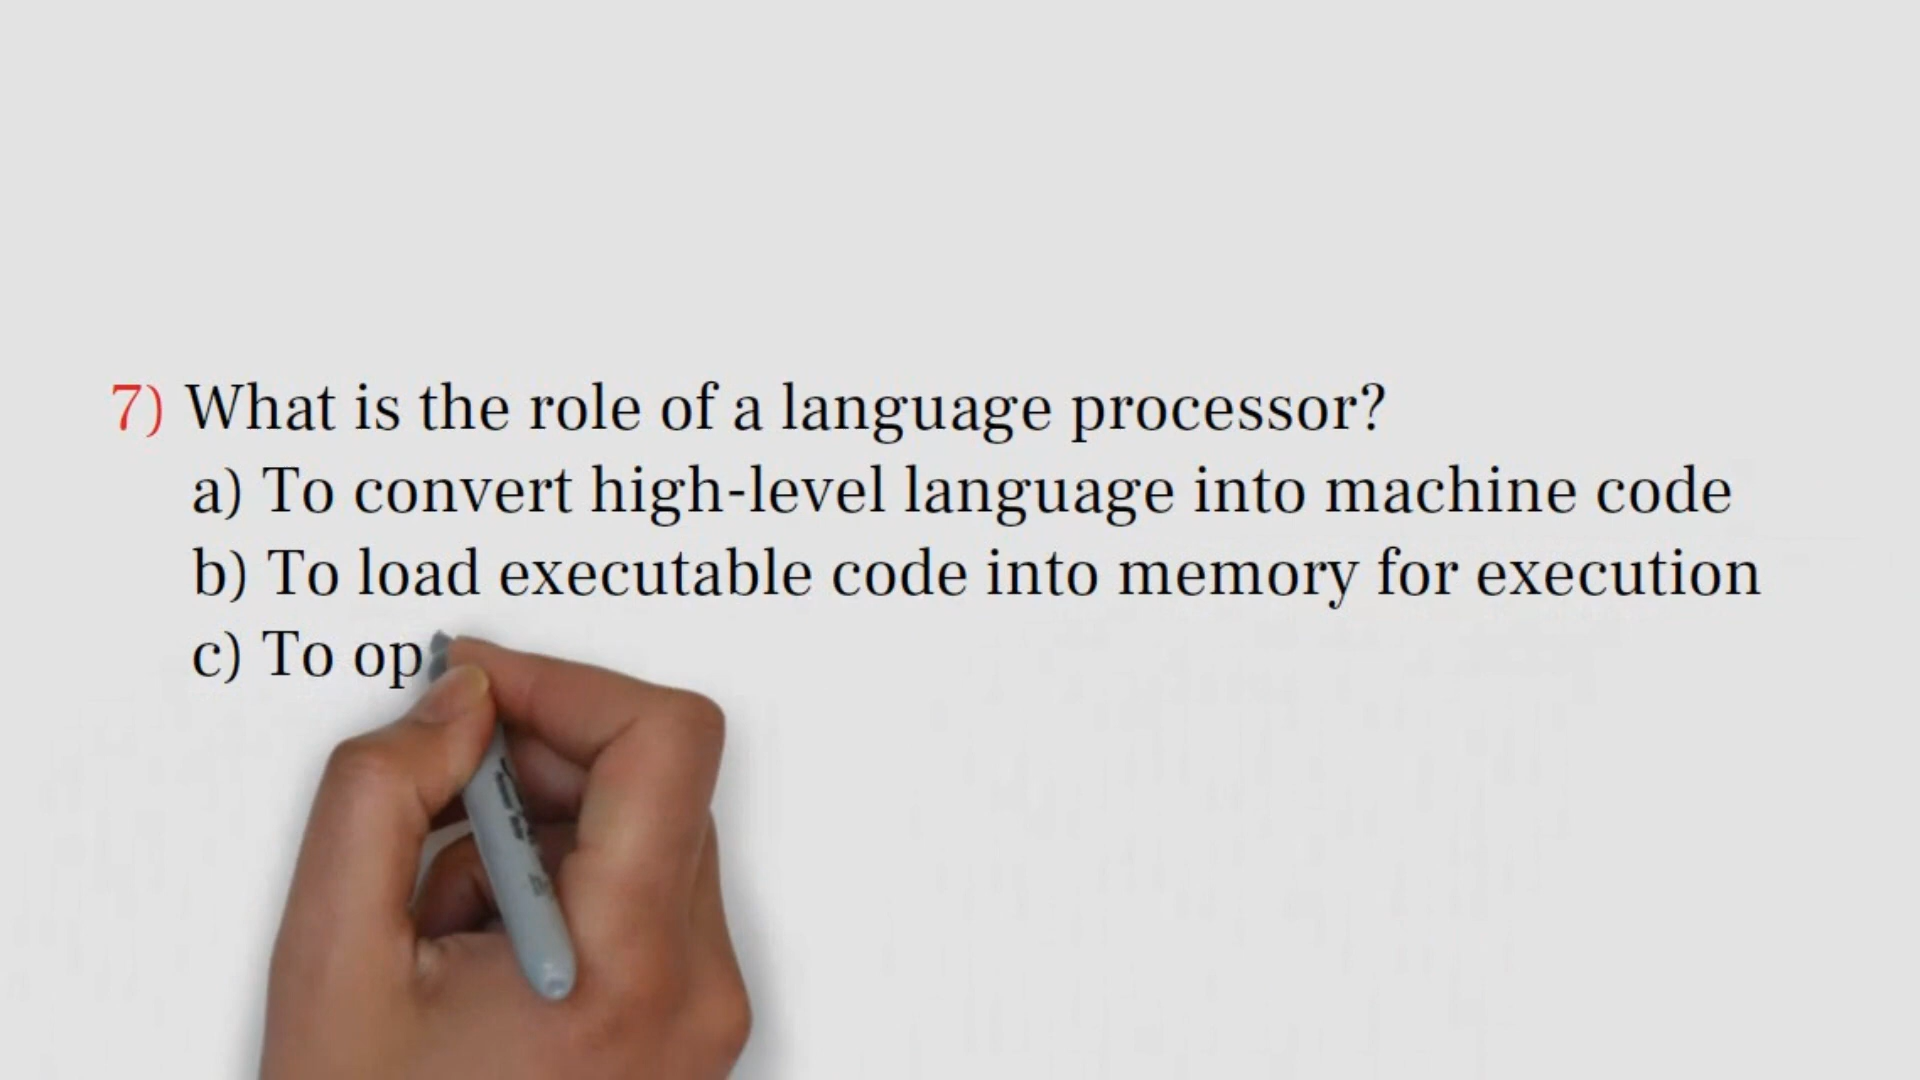 7) What is the role of a language processor?
a) To convert high-level language into machine code
b) To load executable code into memory for execution
c) To op